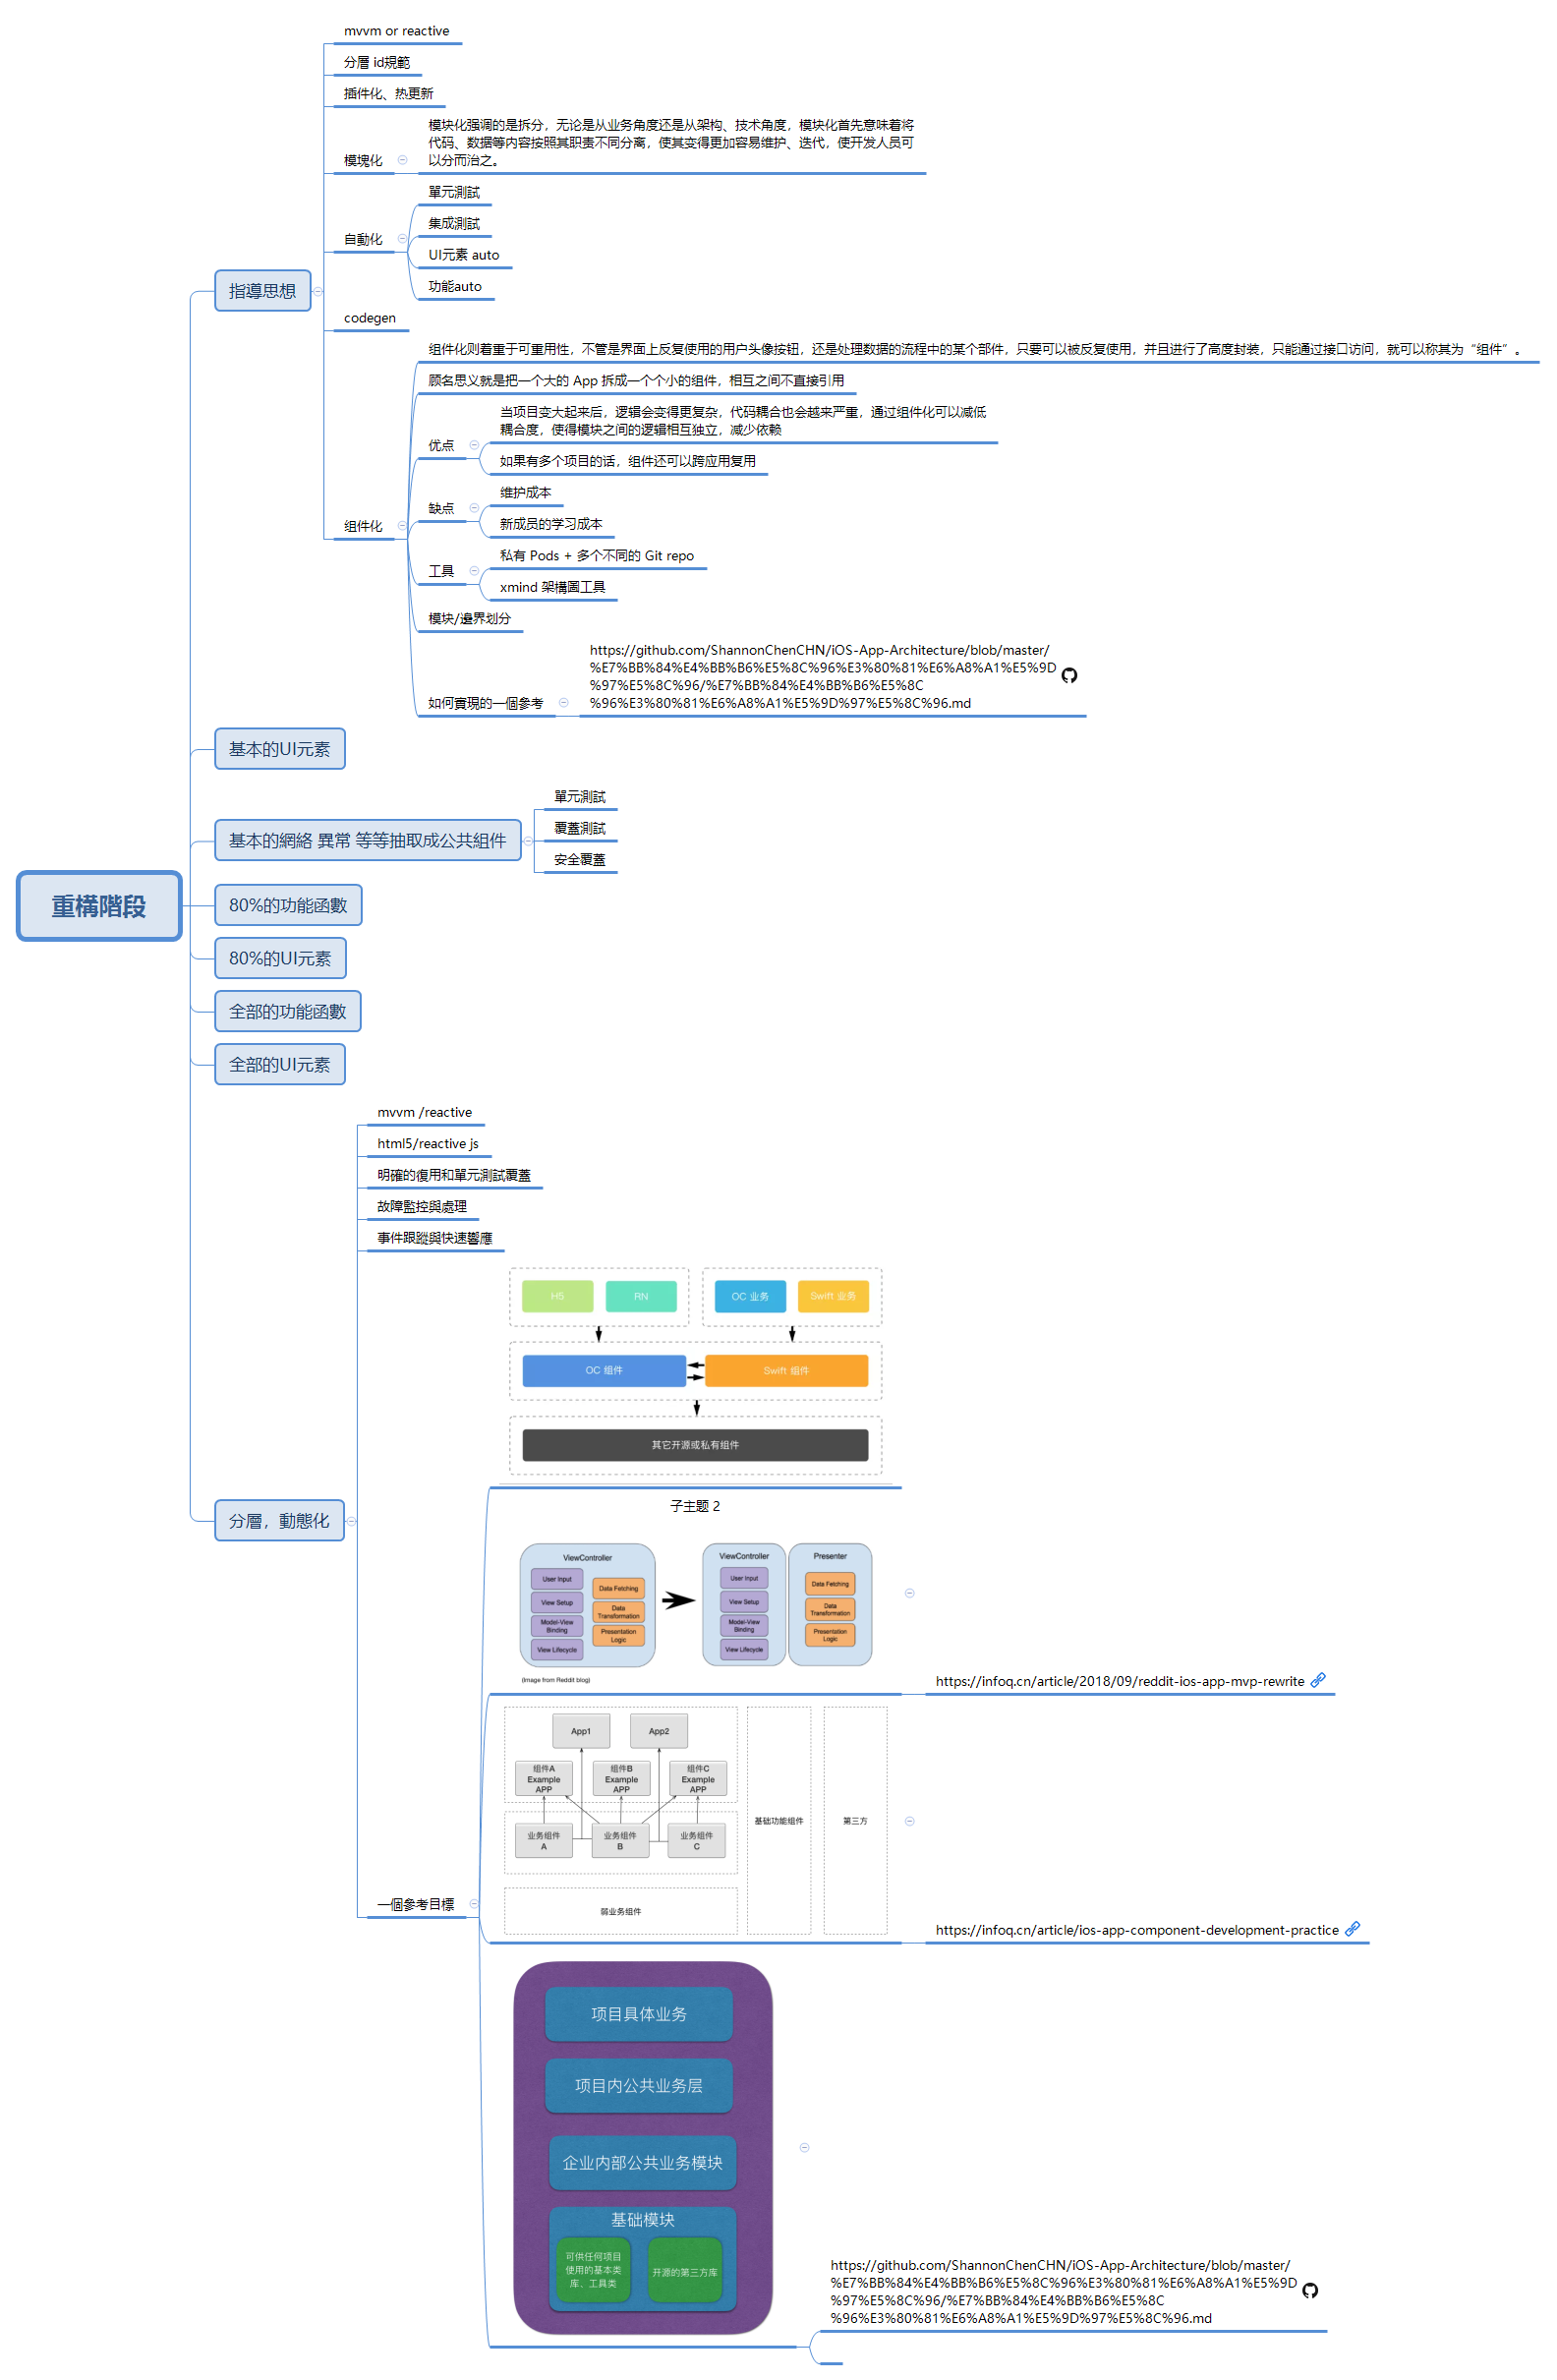 mvvm or reactive
分層 id規範
插件化、热更新
模塊化
模块化强调的是拆分，无论是从业务角度还是从架构、技术角度，模块化首先意味着将
代码、数据等内容按照其职责不同分离，使其变得更加容易维护、迭代，使开发人员可
以分而治之。
自動化
單元測試
集成測試
UI元素 auto
功能auto
指導思想
codegen
组件化
组件化则着重于可重用性，不管是界面上反复使用的用户头像按钮，还是处理数据的流程中的某个部件，只要可以被反复使用，并且进行了高度封装，只能通过接口访问，就可以称其为“组件”。
顾名思义就是把一个大的 App 拆成一个个小的组件，相互之间不直接引用
优点
当项目变大起来后，逻辑会变得更复杂，代码耦合也会越来严重，通过组件化可以减低
耦合度，使得模块之间的逻辑相互独立，减少依赖
如果有多个项目的话，组件还可以跨应用复用
缺点
维护成本
新成员的学习成本
工具
私有 Pods + 多个不同的 Git repo
xmind 架構圖工具
模块/邊界划分
如何實現的一個參考
https://github.com/ShannonChenCHN/iOS-App-Architecture/blob/master/
%E7%BB%84%E4%BB%B6%E5%8C%96%E3%80%81%E6%A8%A1%E5%9D
%97%E5%8C%96/%E7%BB%84%E4%BB%B6%E5%8C
%96%E3%80%81%E6%A8%A1%E5%9D%97%E5%8C%96.md
基本的UI元素
基本的網絡 異常 等等抽取成公共組件
單元測試
覆蓋測試
安全覆蓋
重構階段
80%的功能函數
80%的UI元素
全部的功能函數
全部的UI元素
分層，動態化
mvvm /reactive
html5/reactive js
明確的復用和單元測試覆蓋
故障監控與處理
事件跟蹤與快速響應
一個參考目標
H5
RN
OC 业务
Swift 业务
OC 组件
Swift 组件
其它开源或私有组件
子主题 2
ViewController
User Input
View Setup
Model-View
Binding
View Lifecycle
Data Fetching
Data
Transformation
Presentation
Logic
ViewController
User Input
View Setup
Model-View
Binding
View Lifecycle
Presenter
Data Fetching
Data
Transformation
Presentation
Logic
(Image from Reddit blog)
https://infoq.cn/article/2018/09/reddit-ios-app-mvp-rewrite
App1
App2
组件A
Example
APP
组件B
Example
APP
组件C
Example
APP
业务组件
A
业务组件
B
业务组件
C
弱业务组件
基础功能组件
第三方
https://infoq.cn/article/ios-app-component-development-practice
项目具体业务
项目内公共业务层
企业内部公共业务模块
基础模块
可供任何项目
使用的基本类
库、工具类
开源的第三方库
https://github.com/ShannonChenCHN/iOS-App-Architecture/blob/master/
%E7%BB%84%E4%BB%B6%E5%8C%96%E3%80%81%E6%A8%A1%E5%9D
%97%E5%8C%96/%E7%BB%84%E4%BB%B6%E5%8C
%96%E3%80%81%E6%A8%A1%E5%9D%97%E5%8C%96.md